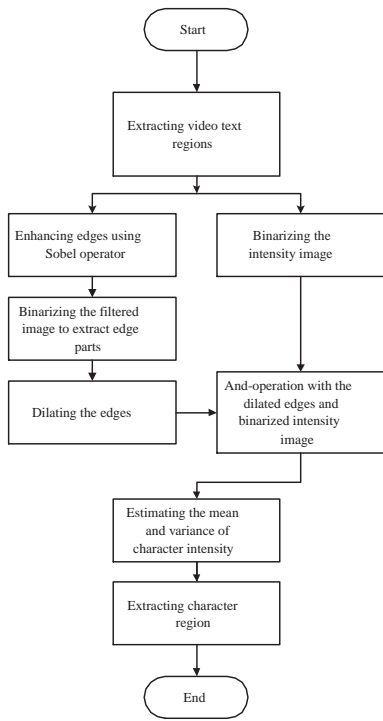 Start
Extracting video text
regions
Enhancing edges using
Sobel operator
Binarizing the
intensity image
Binarizing the filtered
image to extract edge
parts
Dilating the edges
And-operation with the
dilated edges and
binarized intensity
image
Estimating the mean
and variance of
character intensity
Extracting character
region
End